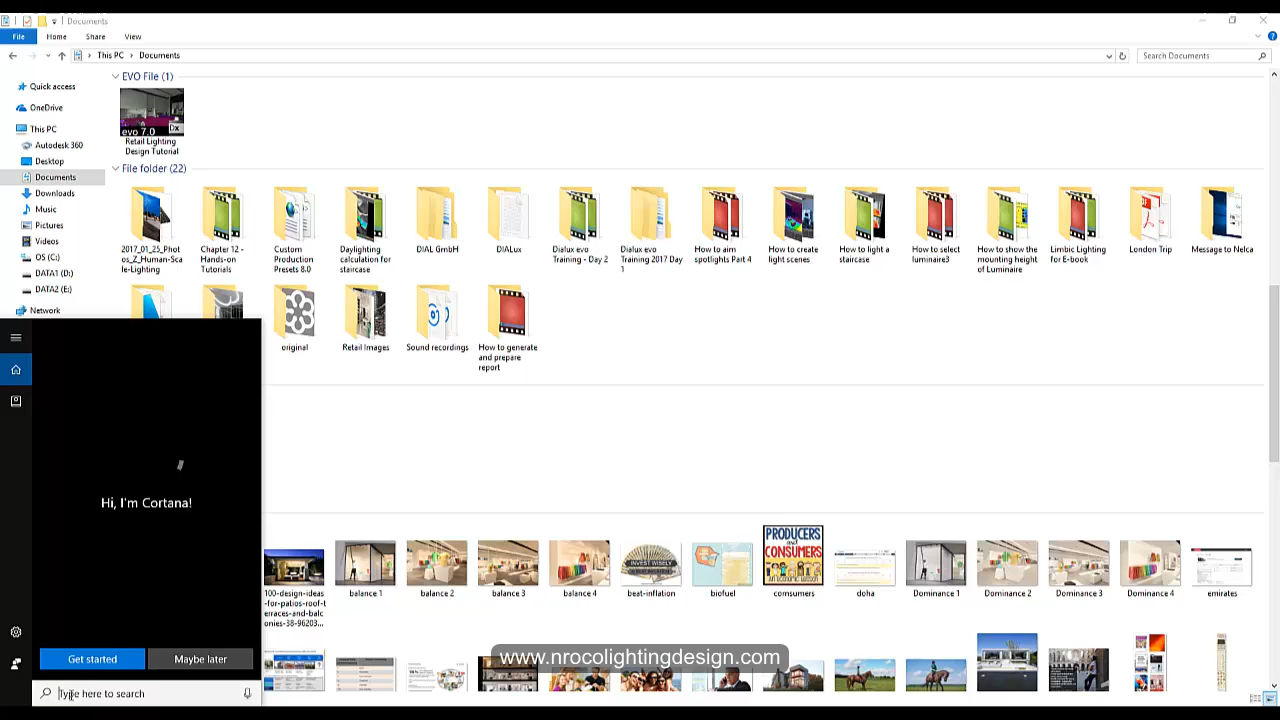 Documents
File
Home
Share
View
This PC
Documents
Search Documents
Quick access
OneDrive
This PC
Autodesk 360
Desktop
Documents
Downloads
Music
Pictures
Videos
OS (C:)
DATA1 (D:)
DATA2 (E:)
Network
EVO File (1)
evo 7.0
Dx
Retail Lighting
Design Tutorial
File folder (22)
2017_01_25_Phot
os_Z_Human-Sca
le-Lighting
Chapter 12 -
Hands-on
Tutorials
Custom
Production
Presets 8.0
Daylighting
calculation for
staircase
DIAL GmbH
DIALux
Dialux evo
Training - Day 2
Dialux evo
Training 2017 Day
1
How to aim
spotlights Part 4
How to create
light scenes
How to light a
staircase
How to select
luminaire3
How to show the
mounting height
of Luminaire
Limbic Lighting
for E-book
London Trip
Message to Nelca
original
Retail Images
Sound recordings
How to generate
and prepare
report
Hi, I'm Cortana!
Get started
Maybe later
Type here to search
100-design-ideas
-for-patios-roof-t
erraces-and-balc
onies-38-96203...
balance 1
balance 2
balance 3
balance 4
INVEST WISELY
beat-inflation
biofuel
PRODUCERS
and
CONSUMERS
comsumers
doha
Dominance 1
Dominance 2
Dominance 3
Dominance 4
emirates
www.nrocolightingdesign.com